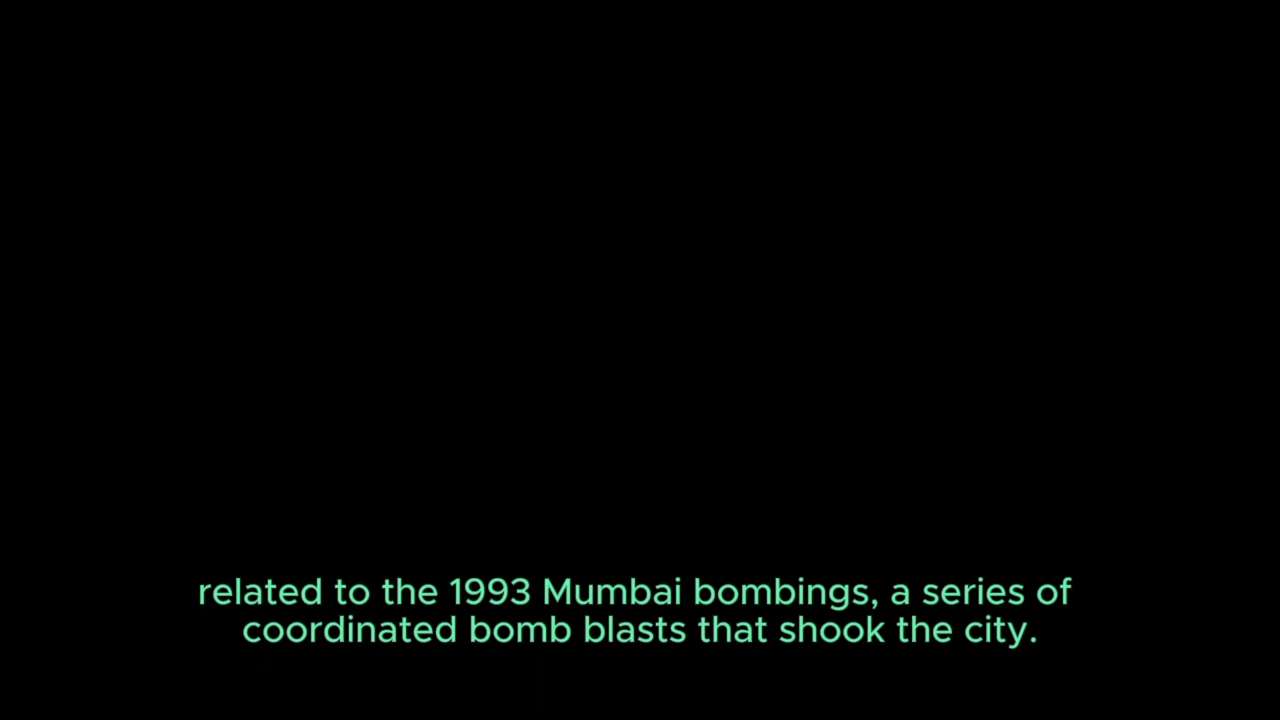 related to the 1993 Mumbai bombings, a series of
coordinated bomb blasts that shook the city.